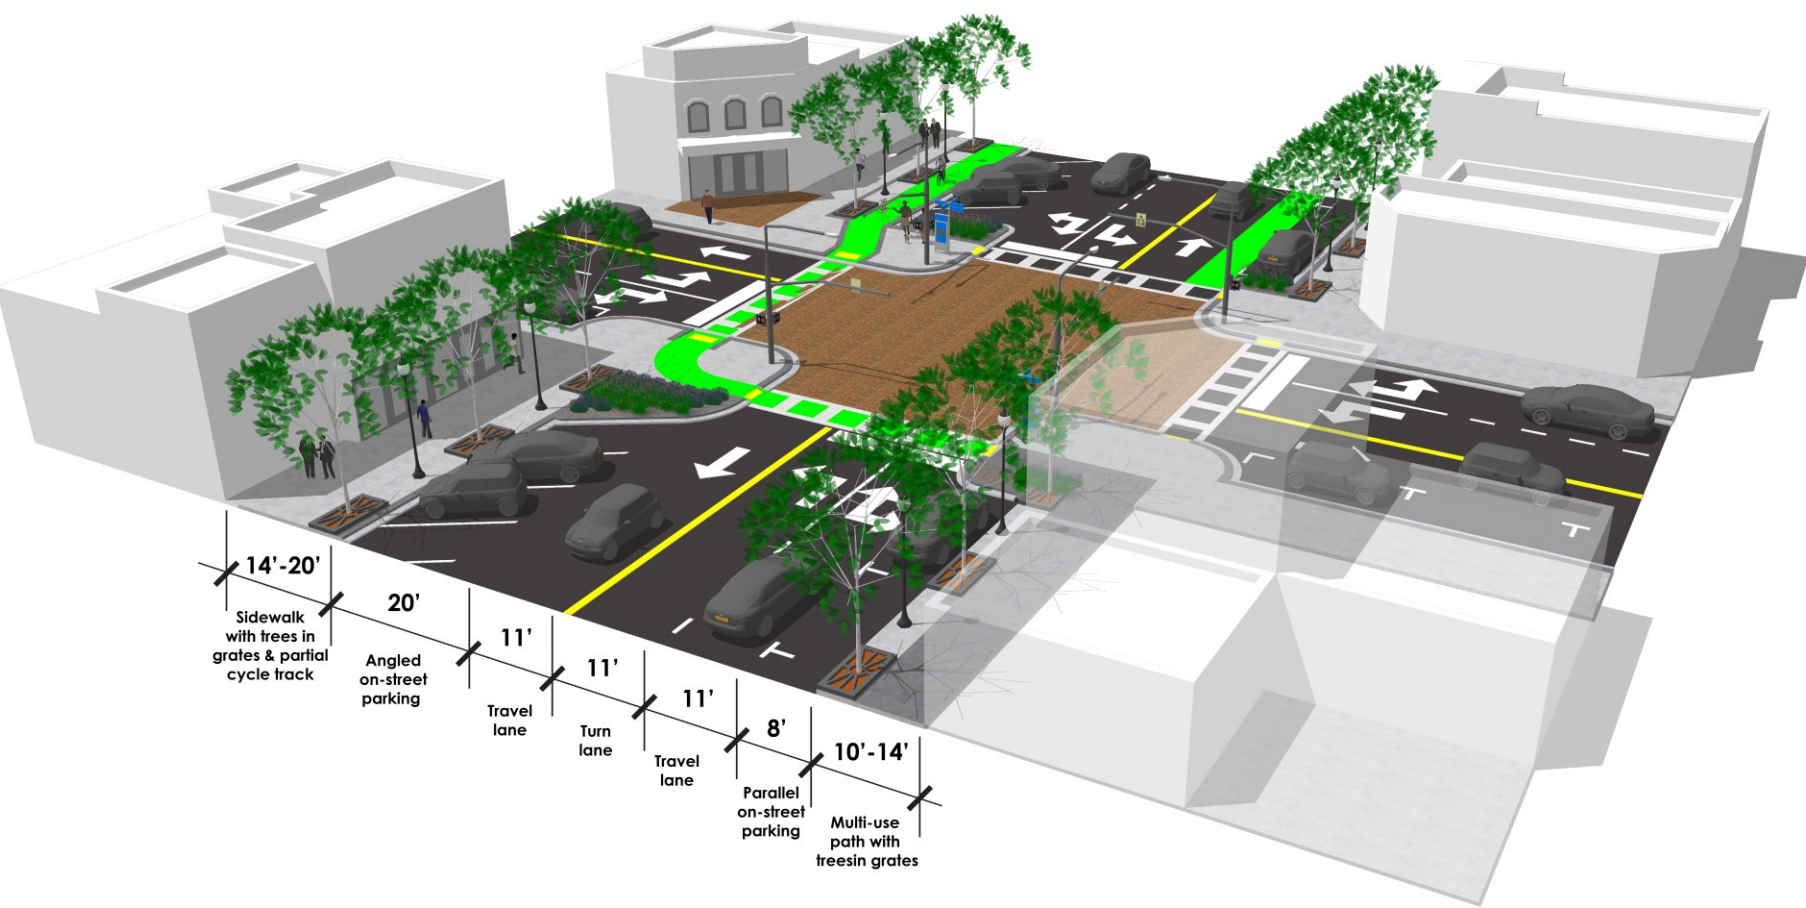 14'-20'
Sidewalk
with trees in
grates & partial
cycle track
20'
Angled
on-street
parking
11'
Travel
lane
11'
Turn
lane
11'
Travel
lane
8'
Parallel
on-street
parking
10'-14'
Multi-use
path with
treesin grates